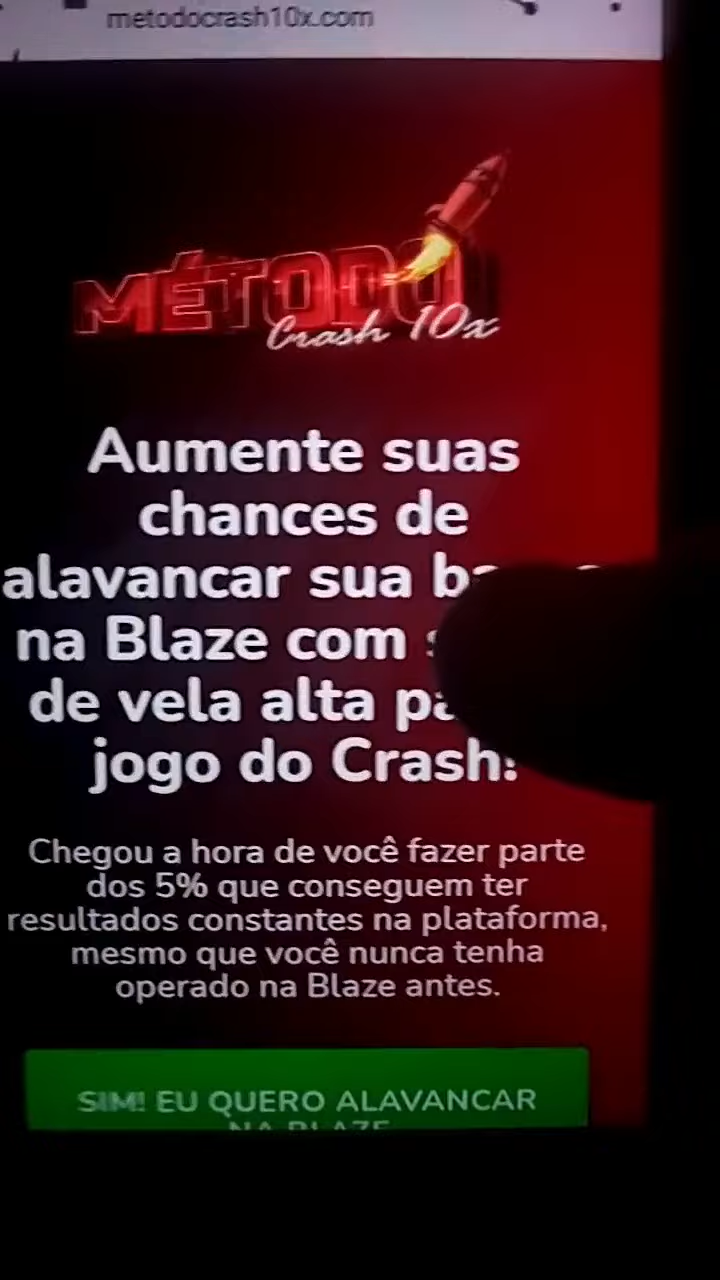 metodocrash10x.com
MÉTODO
Crash 10x
Aumente suas
chances de
alavancar sua
na Blaze com
de vela alta
jogo do Crash!
Chegou a hora de você fazer parte
dos 5% que conseguem ter
resultados constantes na plataforma,
mesmo que você nunca tenha
operado na Blaze antes.
SIM! EU QUERO ALAVANCAR
NA BLAZE